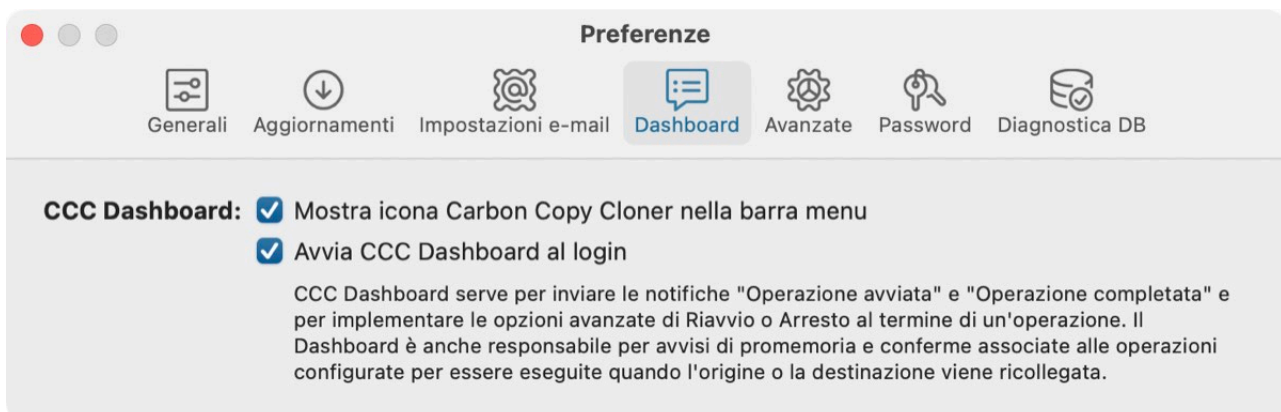 Preferenze
Generali
Aggiornamenti
Impostazioni e-mail
Dashboard
Avanzate
Password
Diagnostica DB
CCC Dashboard: Mostra icona Carbon Copy Cloner nella barra menu
Avvia CCC Dashboard al login
CCC Dashboard serve per inviare le notifiche "Operazione avviata" e "Operazione completata" e
per implementare le opzioni avanzate di Riavvio o Arresto al termine di un'operazione. Il
Dashboard è anche responsabile per avvisi di promemoria e conferme associate alle operazioni
configurate per essere eseguite quando l'origine o la destinazione viene ricollegata.